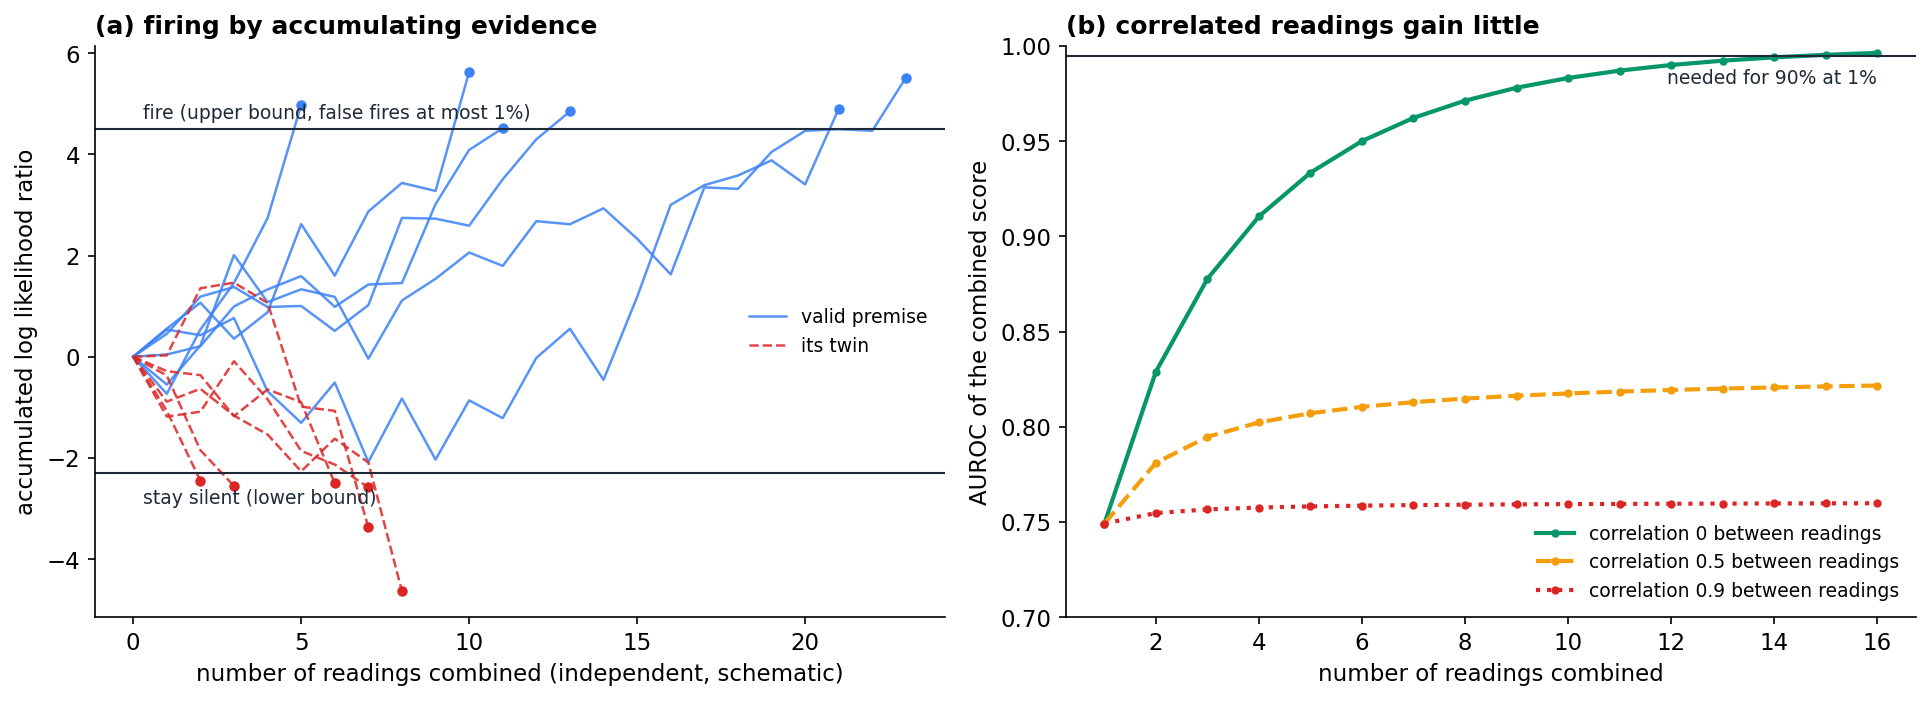 (a) firing by accumulating evidence
6
4
2
0
−2
−4
accumulated log likelihood ratio
fire (upper bound, false fires at most 1%)
valid premise
its twin
stay silent (lower bound)
0 5 10 15 20
number of readings combined (independent, schematic)
(b) correlated readings gain little
1.00
0.95
0.90
0.85
0.80
0.75
0.70
AUROC of the combined score
needed for 90% at 1%
correlation 0 between readings
correlation 0.5 between readings
correlation 0.9 between readings
2 4 6 8 10 12 14 16
number of readings combined